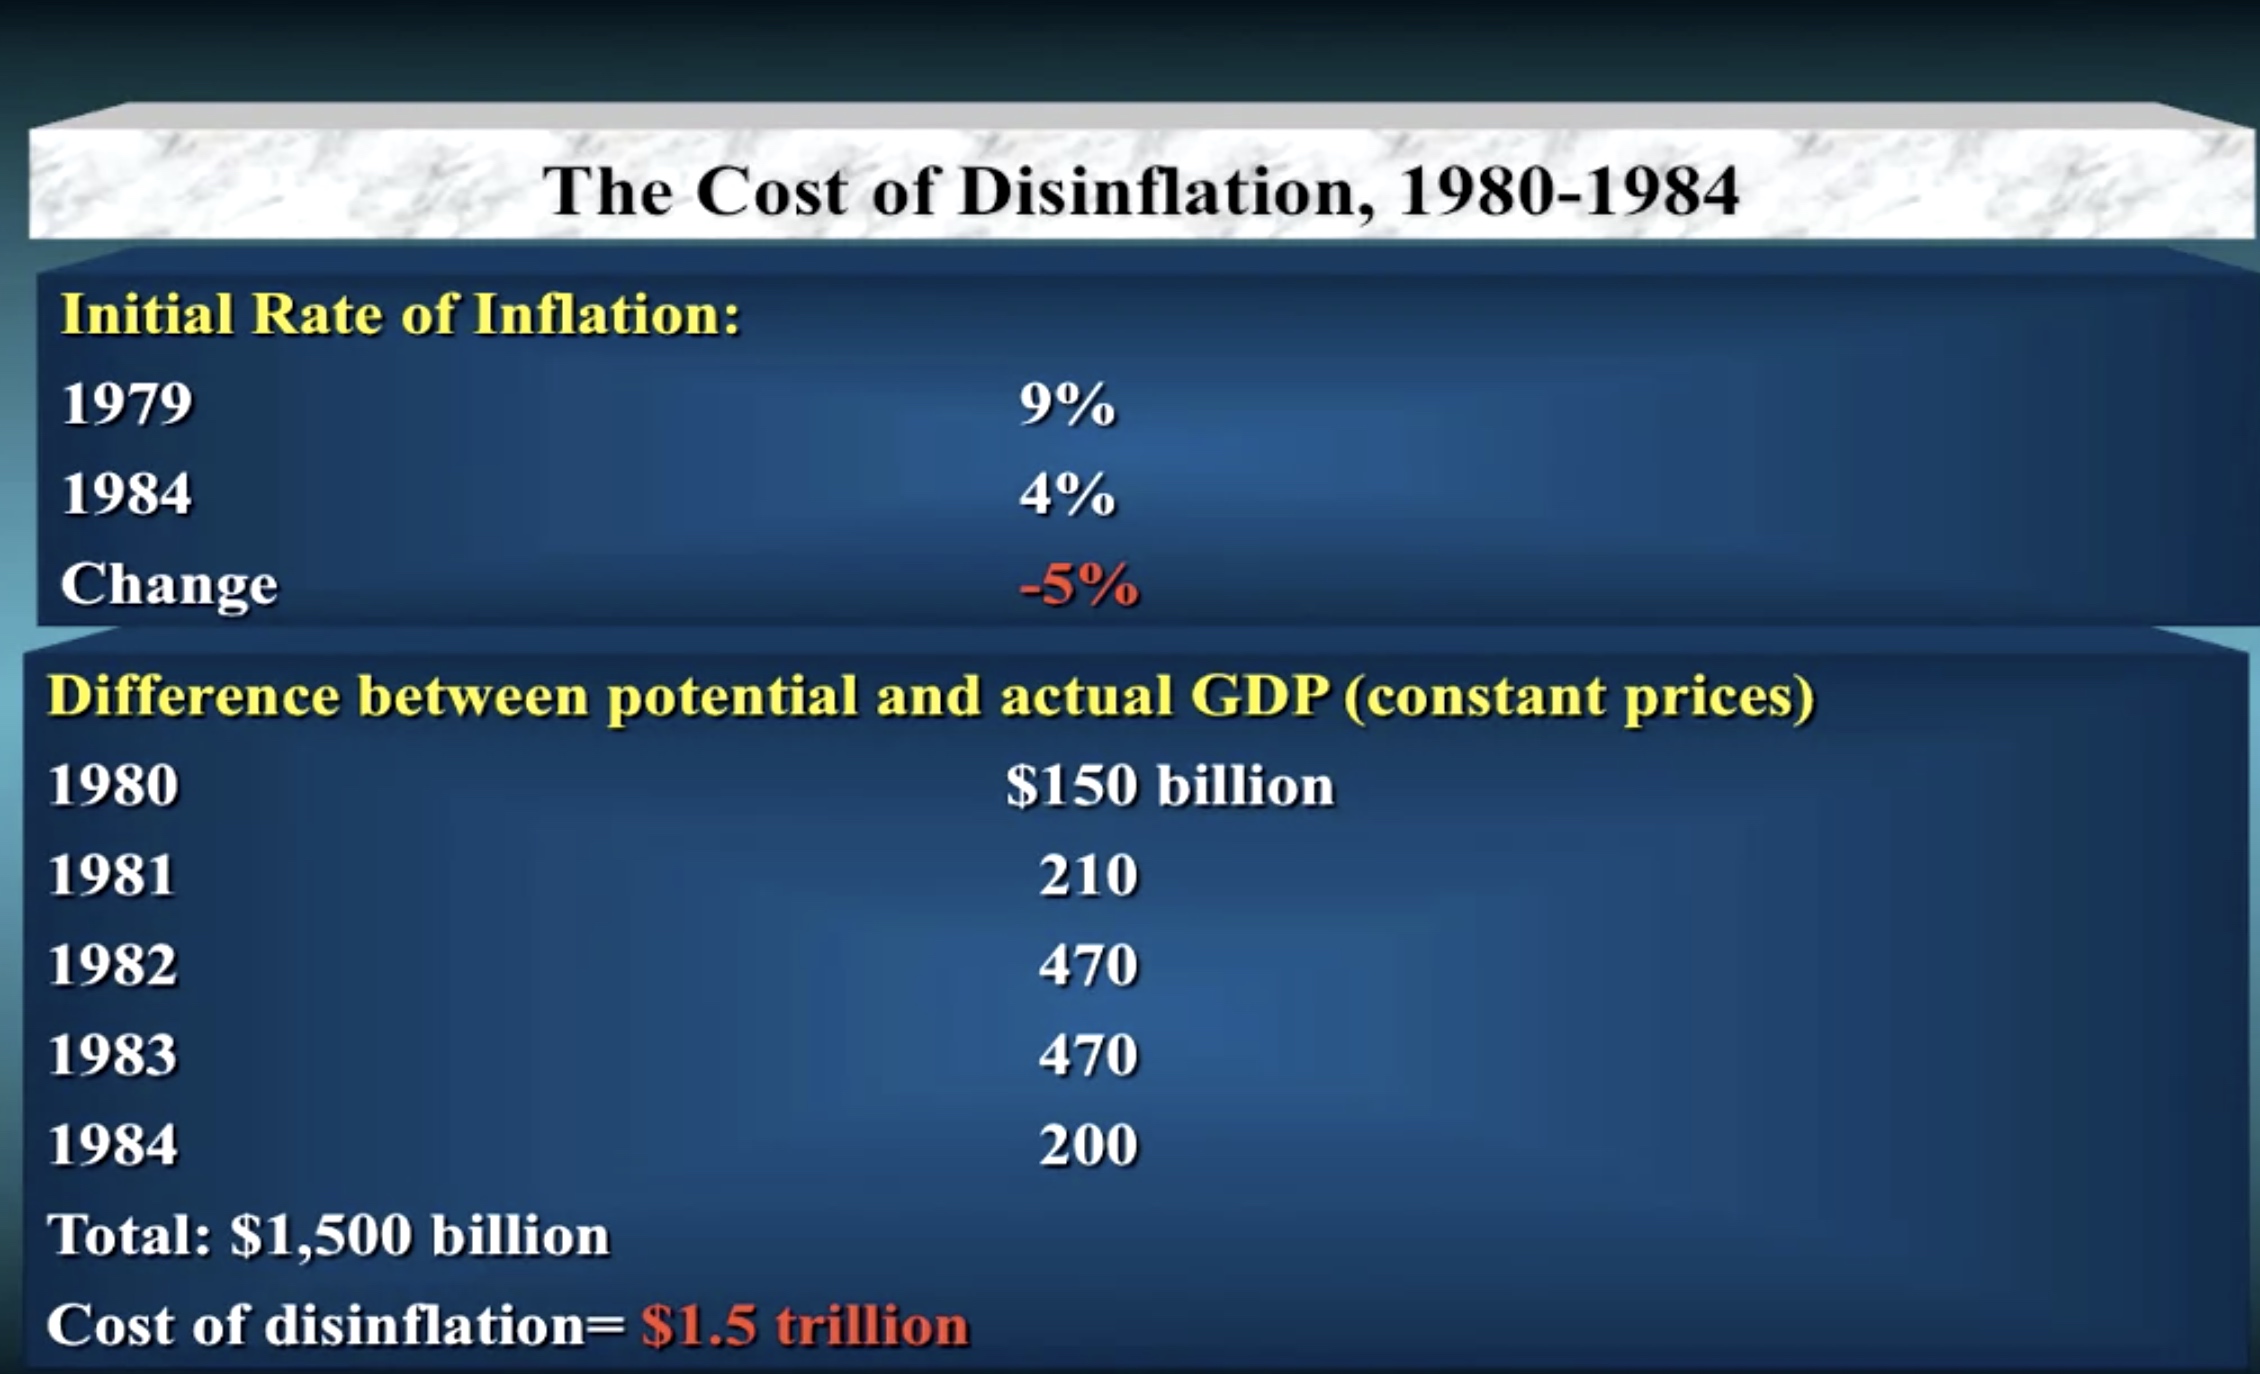 The Cost of Disinflation, 1980-1984
Initial Rate of Inflation:
1979 9%
1984 4%
Change -5%
Difference between potential and actual GDP (constant prices)
1980 $150 billion
1981 210
1982 470
1983 470
1984 200
Total: $1,500 billion
Cost of disinflation= $1.5 trillion